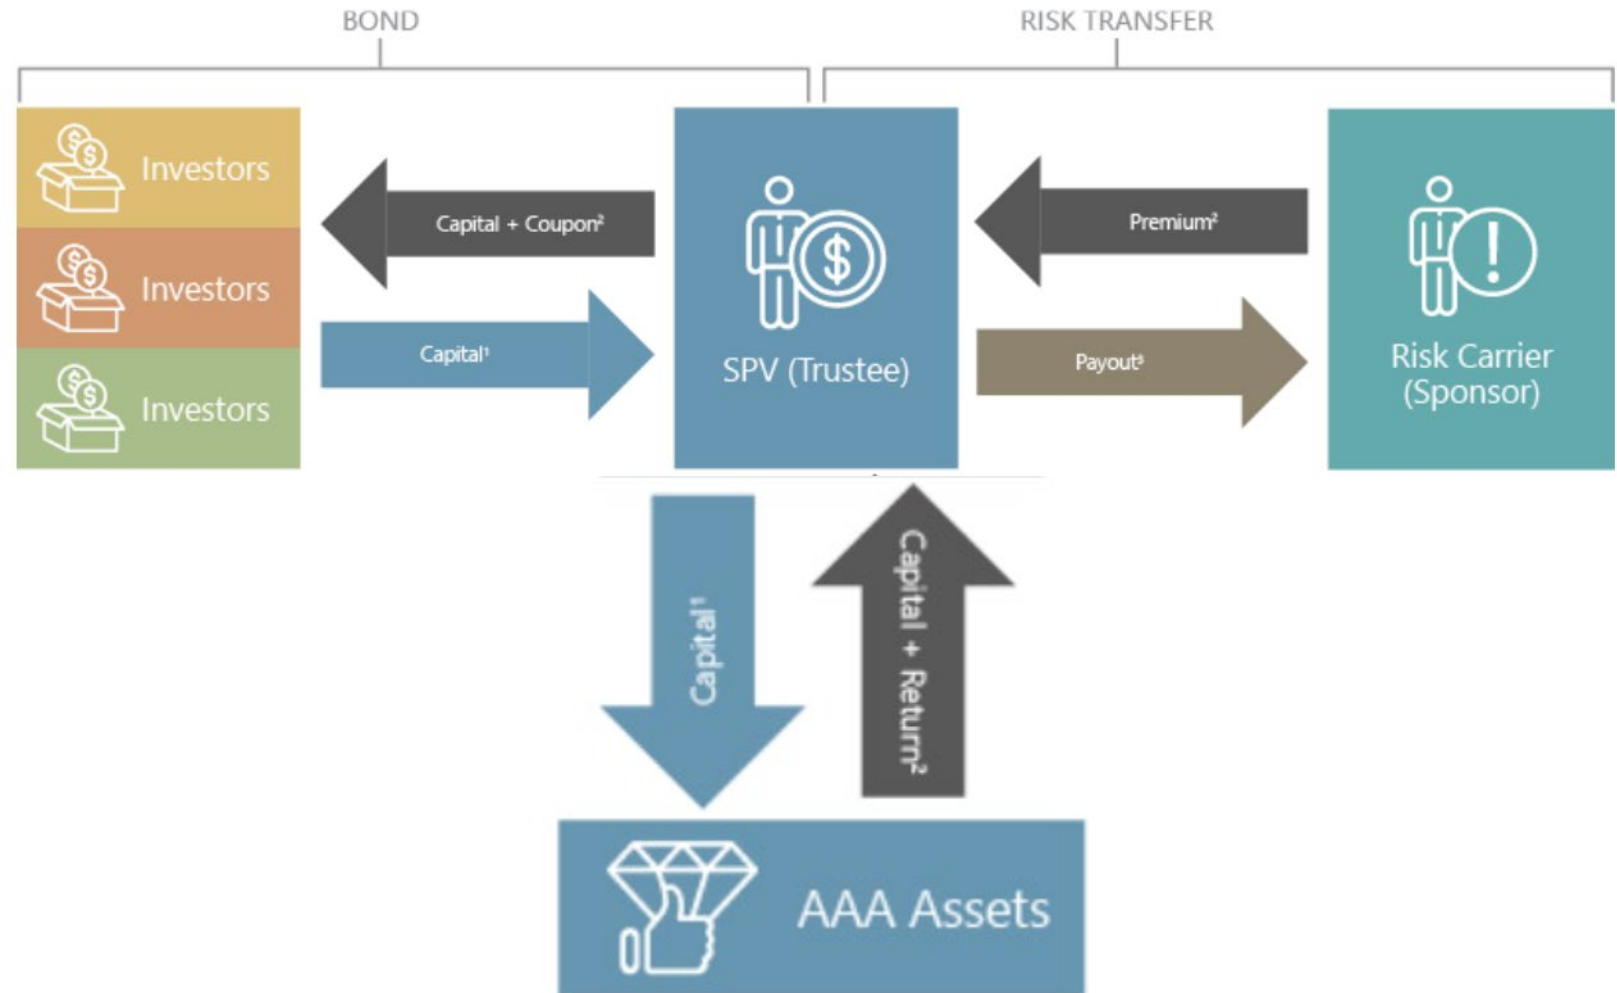 BOND
RISK TRANSFER
Investors
Investors
Investors
Capital + Coupon²
Capital¹
SPV (Trustee)
Premium²
Payout³
Risk Carrier
(Sponsor)
Capital¹
Capital + Return²
AAA Assets